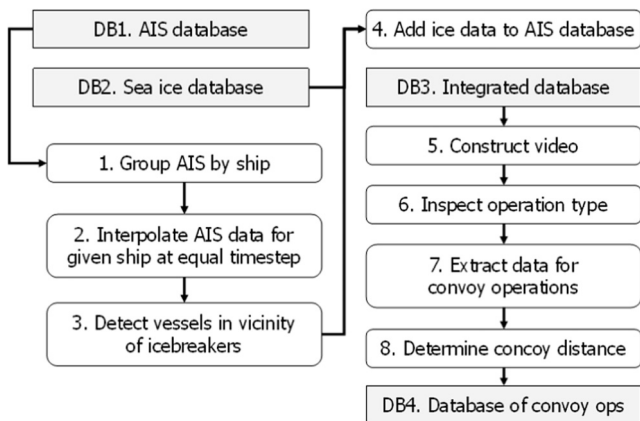 DB1. AIS database
DB2. Sea ice database
1. Group AIS by ship
2. Interpolate AIS data for
given ship at equal timestep
3. Detect vessels in vicinity
of icebreakers
4. Add ice data to AIS database
DB3. Integrated database
5. Construct video
6. Inspect operation type
7. Extract data for
convoy operations
8. Determine concoy distance
DB4. Database of convoy ops